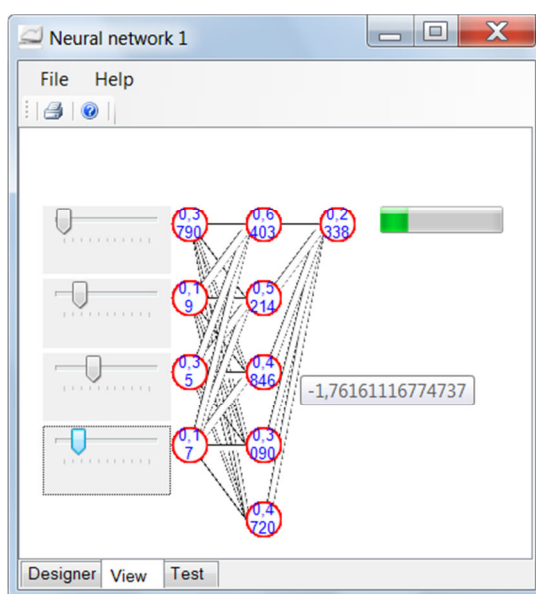 Neural network 1
File Help
0,3 0,6 0,2
790 403 338
0,1 0,5
9 214
0,3 0,4
5 846
-1,76161116774737
0,1 0,3
7 090
0,4
720
Designer View Test